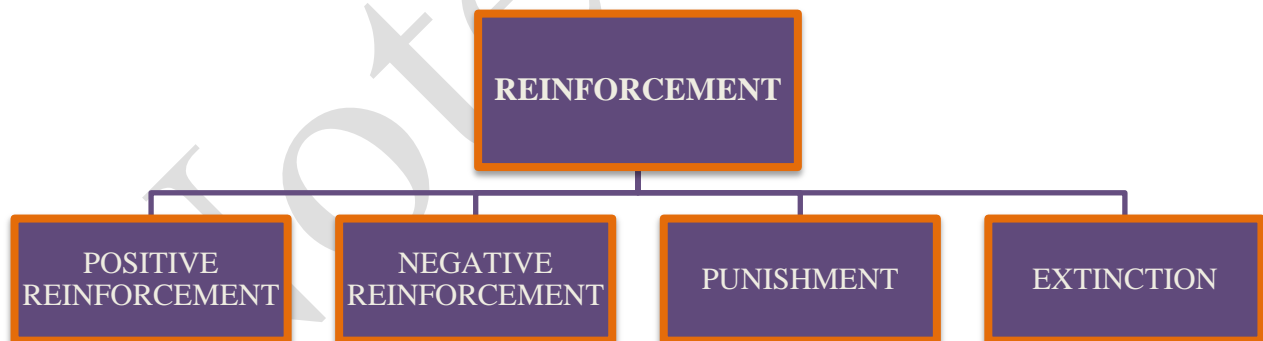 REINFORCEMENT
POSITIVE
REINFORCEMENT
NEGATIVE
REINFORCEMENT
PUNISHMENT
EXTINCTION